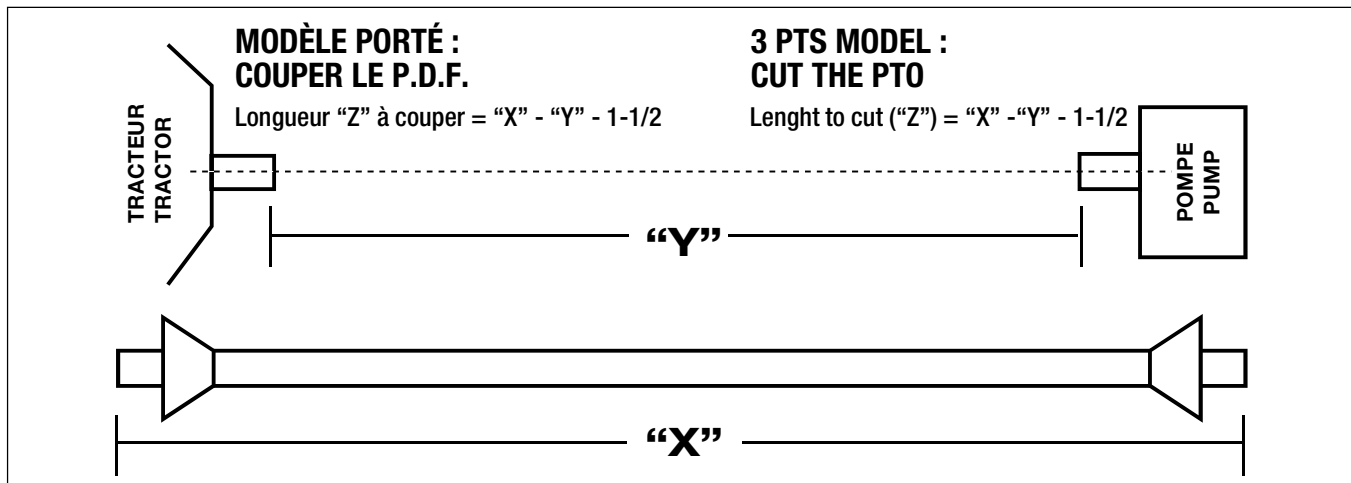 MODÈLE PORTÉ :
COUPER LE P.D.F.
Longueur “Z” à couper = “X” - “Y” - 1-1/2
3 PTS MODEL :
CUT THE PTO
Lenght to cut (“Z”) = “X” -“Y” - 1-1/2
TRACTEUR
TRACTOR
POMPE
PUMP
“Y”
“X”